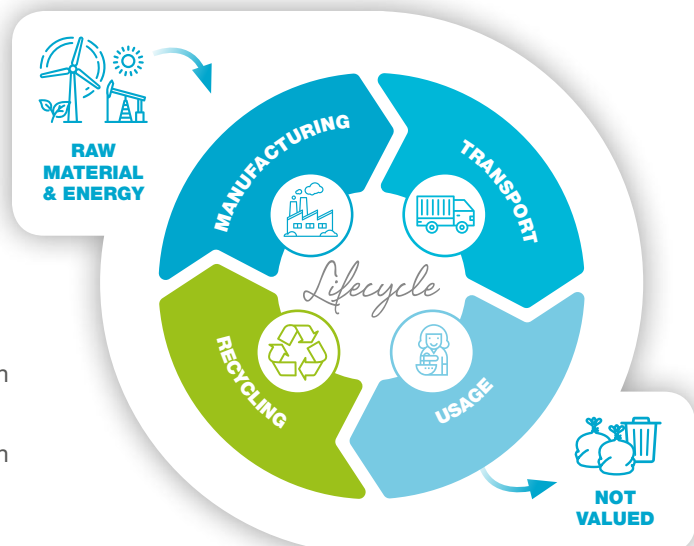 RAW
MATERIAL
& ENERGY
MANUFACTURING
TRANSPORT
Lifecycle
RECYCLING
USAGE
NOT
VALUED